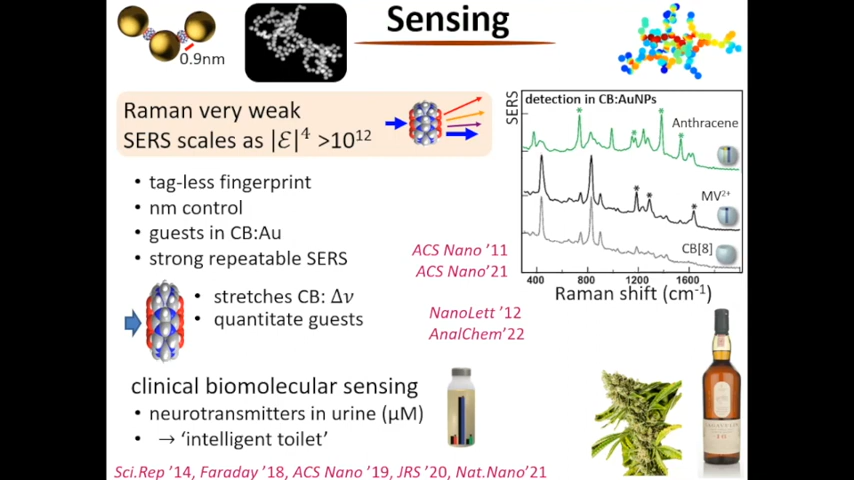 Sensing
0.9nm
Raman very weak
SERS scales as |ℰ|⁴ >10¹²
• tag-less fingerprint
• nm control
• guests in CB:Au
• strong repeatable SERS
ACS Nano '11
ACS Nano'21
• stretches CB: Δν
• quantitate guests
NanoLett '12
AnalChem'22
SERS
detection in CB:AuNPs
Anthracene
* * * * *
MV²⁺
* * *
CB[8]
400 800 1200 1600
Raman shift (cm⁻¹)
clinical biomolecular sensing
• neurotransmitters in urine (μM)
• → 'intelligent toilet'
Sci.Rep '14, Faraday '18, ACS Nano '19, JRS '20, Nat.Nano'21